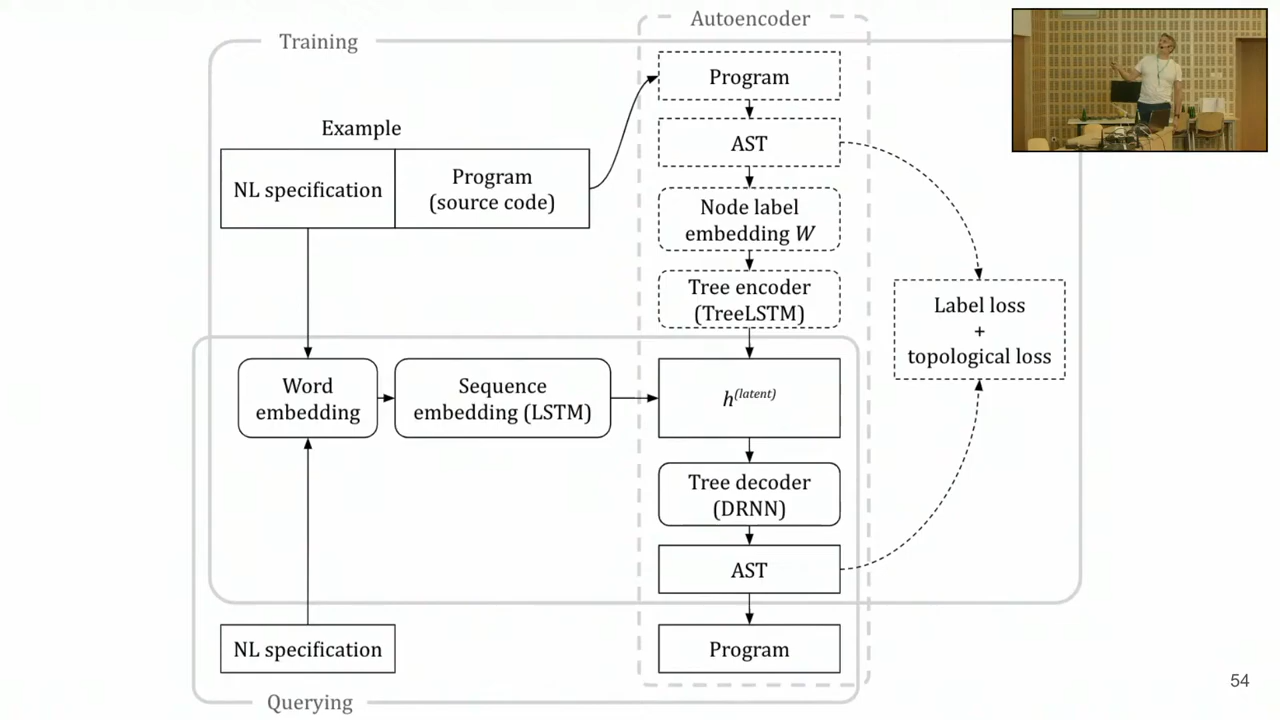 Autoencoder
Training
Program
Example
AST
NL specification
Program
(source code)
Node label
embedding W
Tree encoder
(TreeLSTM)
Label loss
+
topological loss
Word
embedding
Sequence
embedding (LSTM)
h(latent)
Tree decoder
(DRNN)
AST
NL specification
Program
54
Querying